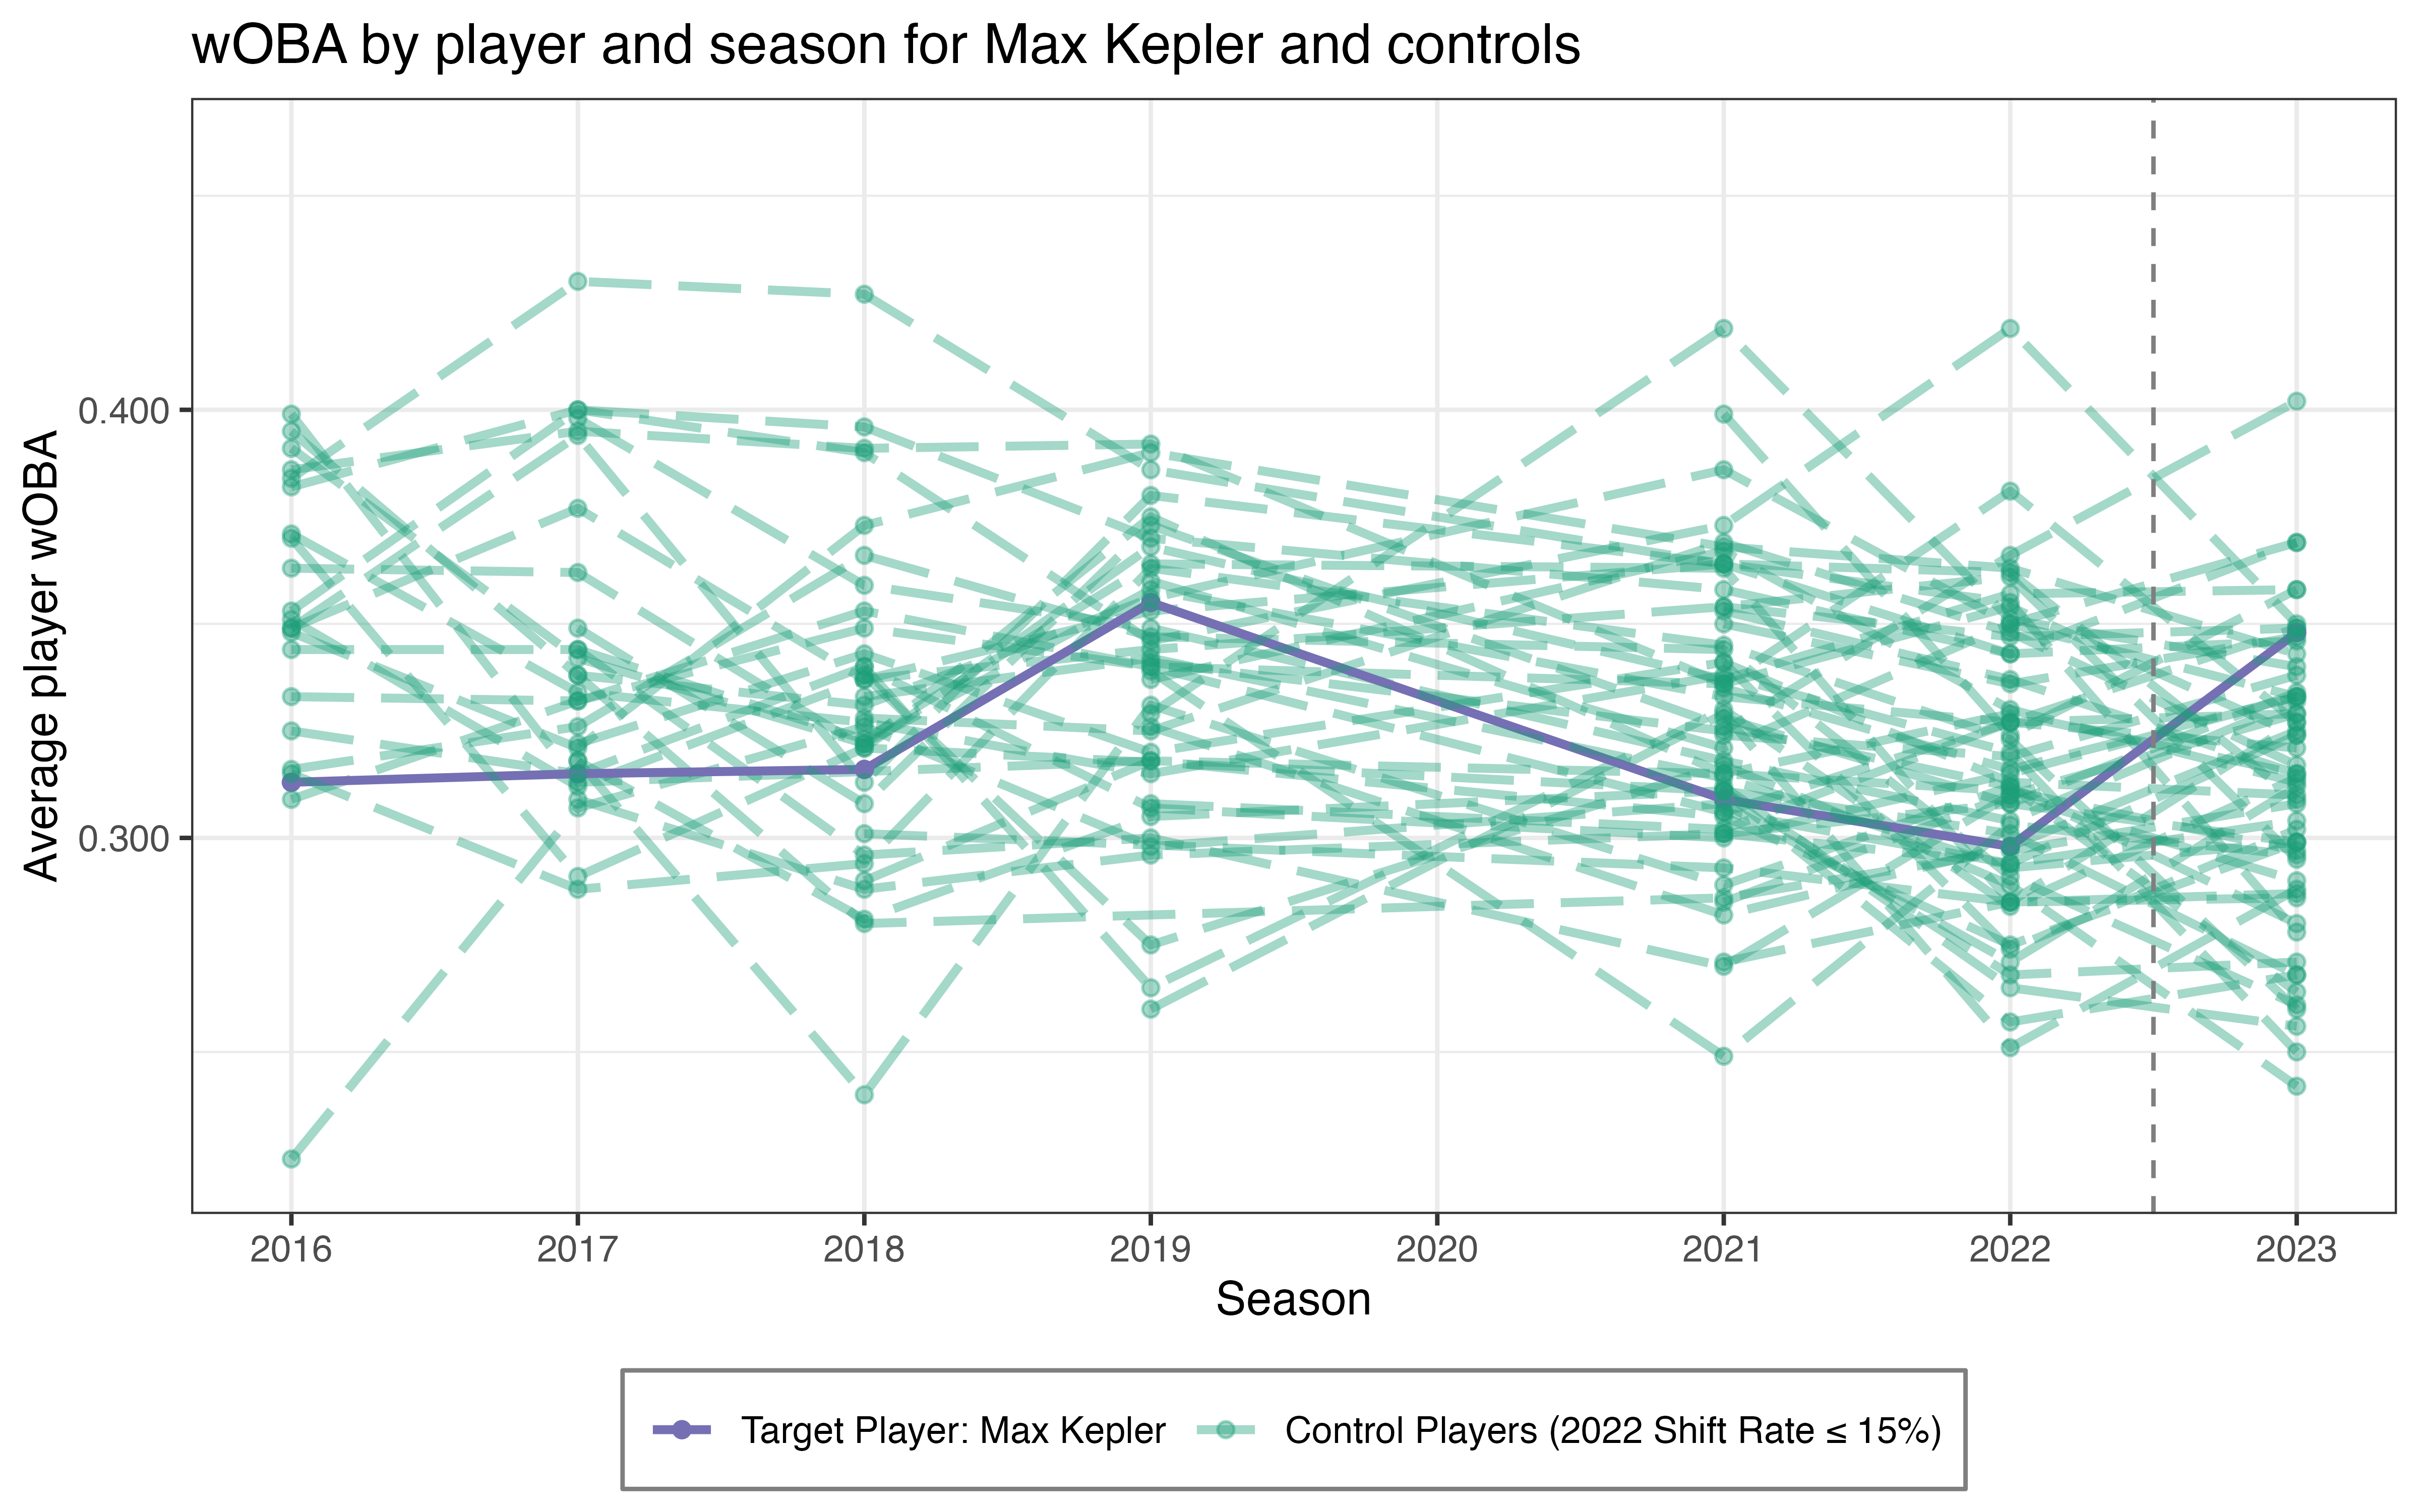 wOBA by player and season for Max Kepler and controls
Average player wOBA
0.400
0.300
2016 2017 2018 2019 2020 2021 2022 2023
Season
Target Player: Max Kepler Control Players (2022 Shift Rate ≤ 15%)